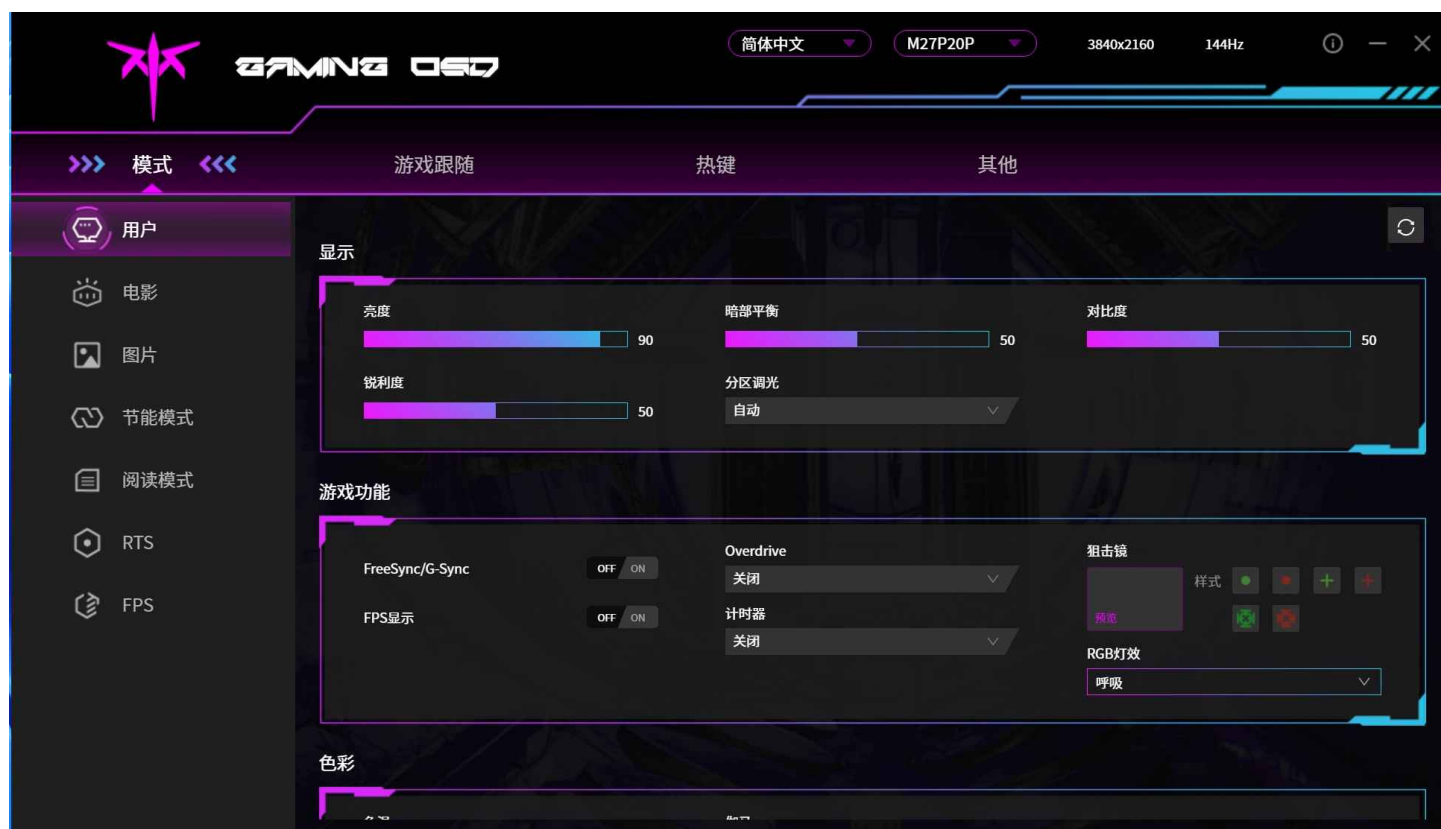 GAMING OSD
简体中文
M27P20P
3840x2160
144Hz
模式
游戏跟随
热键
其他
用户
电影
图片
节能模式
阅读模式
RTS
FPS
显示
亮度
90
暗部平衡
50
对比度
50
锐利度
50
分区调光
自动
游戏功能
FreeSync/G-Sync
OFF ON
FPS显示
OFF ON
Overdrive
关闭
计时器
关闭
狙击镜
预览
样式
RGB灯效
呼吸
色彩